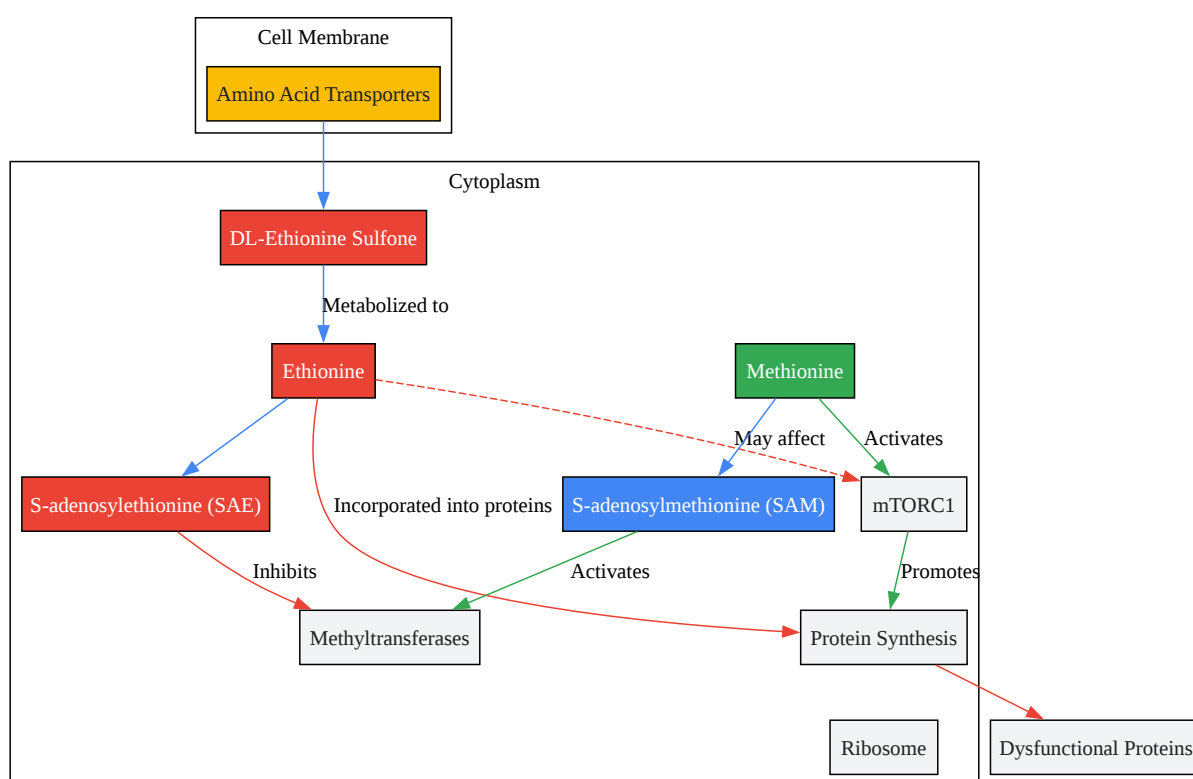 Cell Membrane
Amino Acid Transporters
Cytoplasm
DL-Ethionine Sulfone
Metabolized to
Ethionine
Methionine
May affect
Activates
S-adenosylethionine (SAE)
Incorporated into proteins
S-adenosylmethionine (SAM)
mTORC1
Inhibits
Activates
Promotes
Methyltransferases
Protein Synthesis
Ribosome
Dysfunctional Proteins